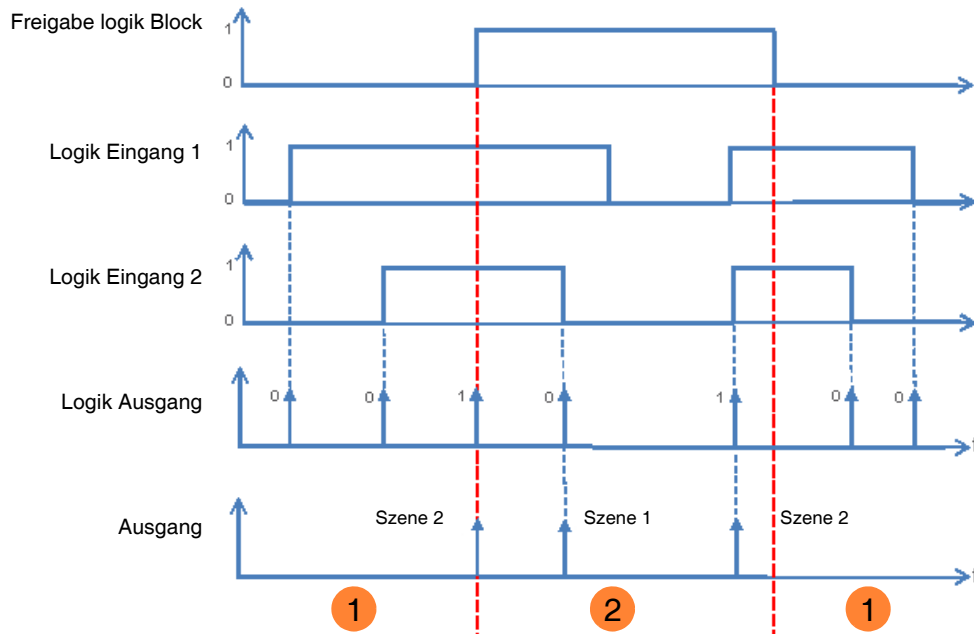 Freigabe logik Block
1
0
t
Logik Eingang 1
1
0
t
Logik Eingang 2
1
0
t
Logik Ausgang
0 0 1 0 1 0 0
t
Ausgang
Szene 2 Szene 1 Szene 2
t
1 2 1